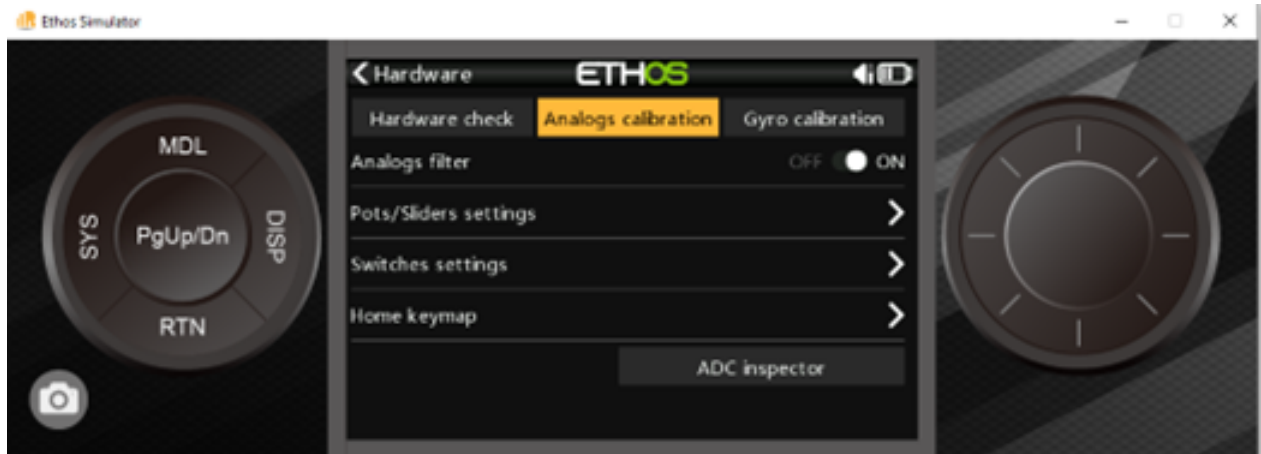 Ethos Simulator
< Hardware ETHOS
Hardware check Analogs calibration Gyro calibration
MDL
Analogs filter OFF ON
SYS PgUp/Dn DISP
Pots/Sliders settings
Switches settings
RTN
Home keymap
ADC inspector